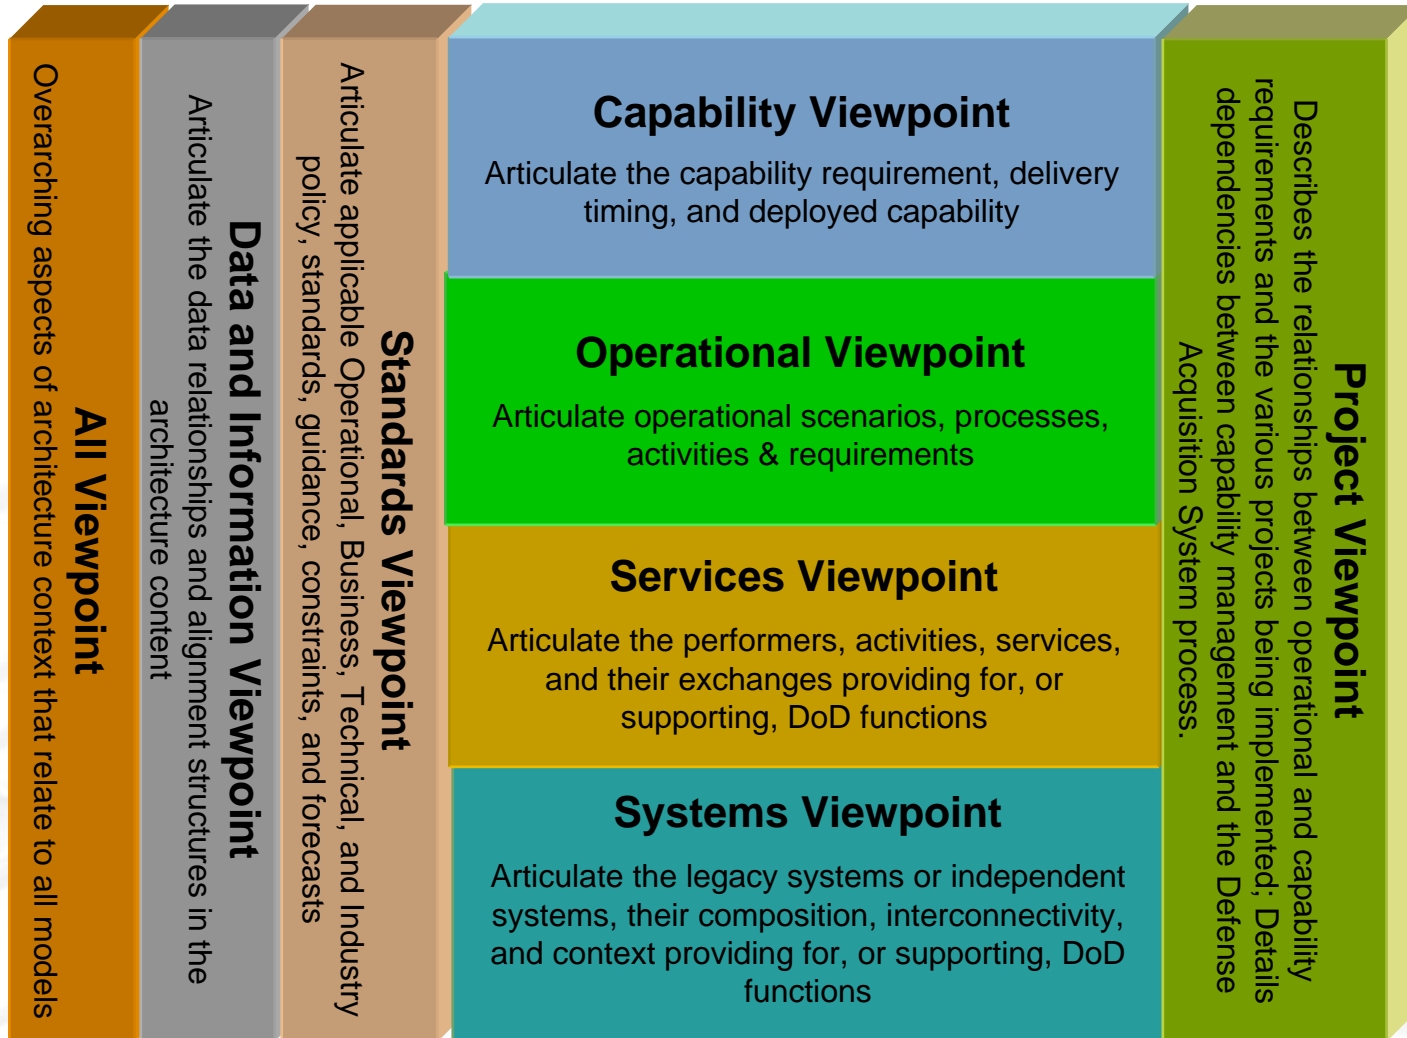 All Viewpoint
Overarching aspects of architecture context that relate to all models
Data and Information Viewpoint
Articulate the data relationships and alignment structures in the
architecture content
Standards Viewpoint
Articulate applicable Operational, Business, Technical, and Industry
policy, standards, guidance, constraints, and forecasts
Capability Viewpoint
Articulate the capability requirement, delivery
timing, and deployed capability
Operational Viewpoint
Articulate operational scenarios, processes,
activities & requirements
Services Viewpoint
Articulate the performers, activities, services,
and their exchanges providing for, or
supporting, DoD functions
Systems Viewpoint
Articulate the legacy systems or independent
systems, their composition, interconnectivity,
and context providing for, or supporting, DoD
functions
Project Viewpoint
Describes the relationships between operational and capability
requirements and the various projects being implemented; Details
dependencies between capability management and the Defense
Acquisition System process.